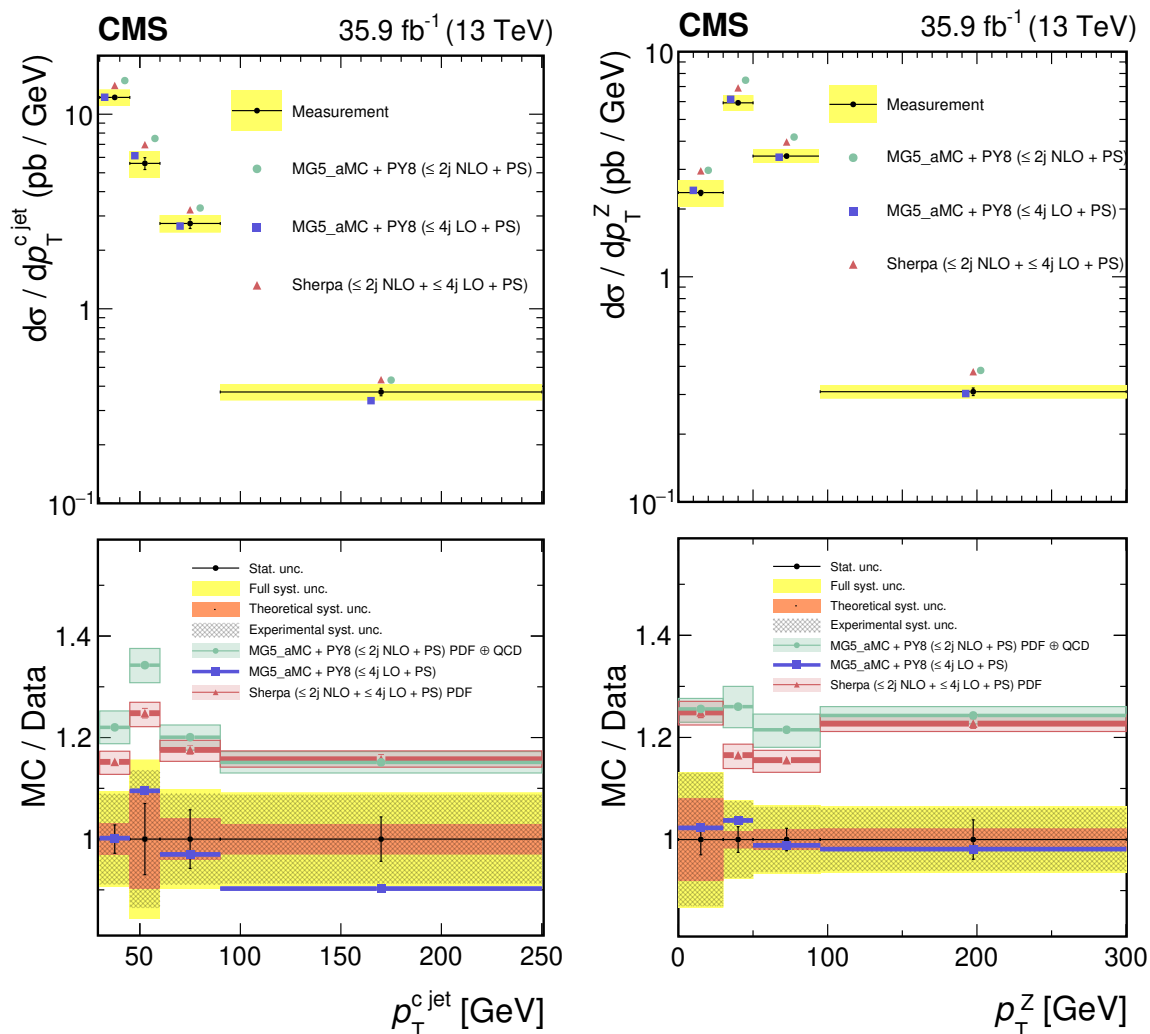 CMS 35.9 fb⁻¹ (13 TeV)
dσ / dp_T^{c jet} (pb / GeV)
10
1
10⁻¹
Measurement
MG5_aMC + PY8 (≤ 2j NLO + PS)
MG5_aMC + PY8 (≤ 4j LO + PS)
Sherpa (≤ 2j NLO + ≤ 4j LO + PS)
MC / Data
1.4
1.2
1
Stat. unc.
Full syst. unc.
Theoretical syst. unc.
Experimental syst. unc.
MG5_aMC + PY8 (≤ 2j NLO + PS) PDF ⊕ QCD
MG5_aMC + PY8 (≤ 4j LO + PS)
Sherpa (≤ 2j NLO + ≤ 4j LO + PS) PDF
50 100 150 200 250
p_T^{c jet} [GeV]
CMS 35.9 fb⁻¹ (13 TeV)
dσ / dp_T^Z (pb / GeV)
10
1
10⁻¹
Measurement
MG5_aMC + PY8 (≤ 2j NLO + PS)
MG5_aMC + PY8 (≤ 4j LO + PS)
Sherpa (≤ 2j NLO + ≤ 4j LO + PS)
MC / Data
1.4
1.2
1
Stat. unc.
Full syst. unc.
Theoretical syst. unc.
Experimental syst. unc.
MG5_aMC + PY8 (≤ 2j NLO + PS) PDF ⊕ QCD
MG5_aMC + PY8 (≤ 4j LO + PS)
Sherpa (≤ 2j NLO + ≤ 4j LO + PS) PDF
0 100 200 300
p_T^Z [GeV]